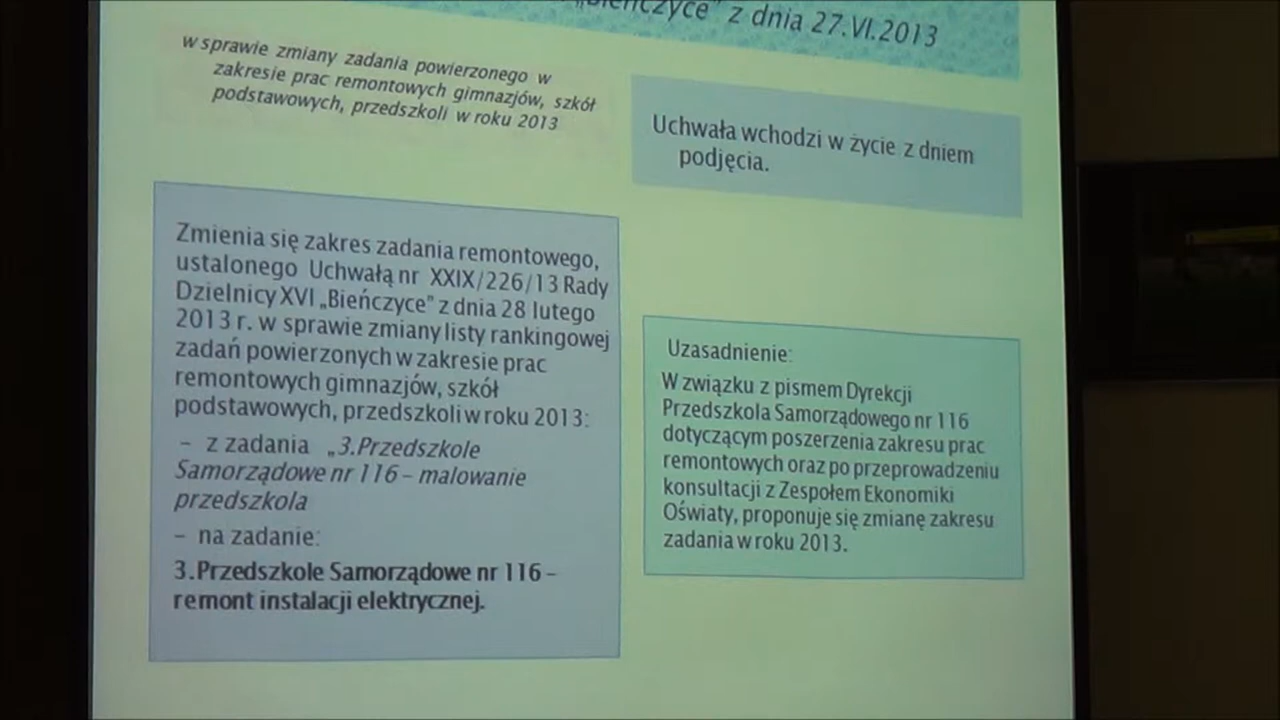 „Bieńczyce” z dnia 27.VI.2013
w sprawie zmiany zadania powierzonego w
zakresie prac remontowych gimnazjów, szkół
podstawowych, przedszkoli w roku 2013
Uchwała wchodzi w życie z dniem
podjęcia.
Zmienia się zakres zadania remontowego,
ustalonego Uchwałą nr XXIX/226/13 Rady
Dzielnicy XVI „Bieńczyce” z dnia 28 lutego
2013 r. w sprawie zmiany listy rankingowej
zadań powierzonych w zakresie prac
remontowych gimnazjów, szkół
podstawowych, przedszkoli w roku 2013:
– z zadania „3.Przedszkole
Samorządowe nr 116 – malowanie
przedszkola
– na zadanie:
3.Przedszkole Samorządowe nr 116 –
remont instalacji elektrycznej.
Uzasadnienie:
W związku z pismem Dyrekcji
Przedszkola Samorządowego nr 116
dotyczącym poszerzenia zakresu prac
remontowych oraz po przeprowadzeniu
konsultacji z Zespołem Ekonomiki
Oświaty, proponuje się zmianę zakresu
zadania w roku 2013.